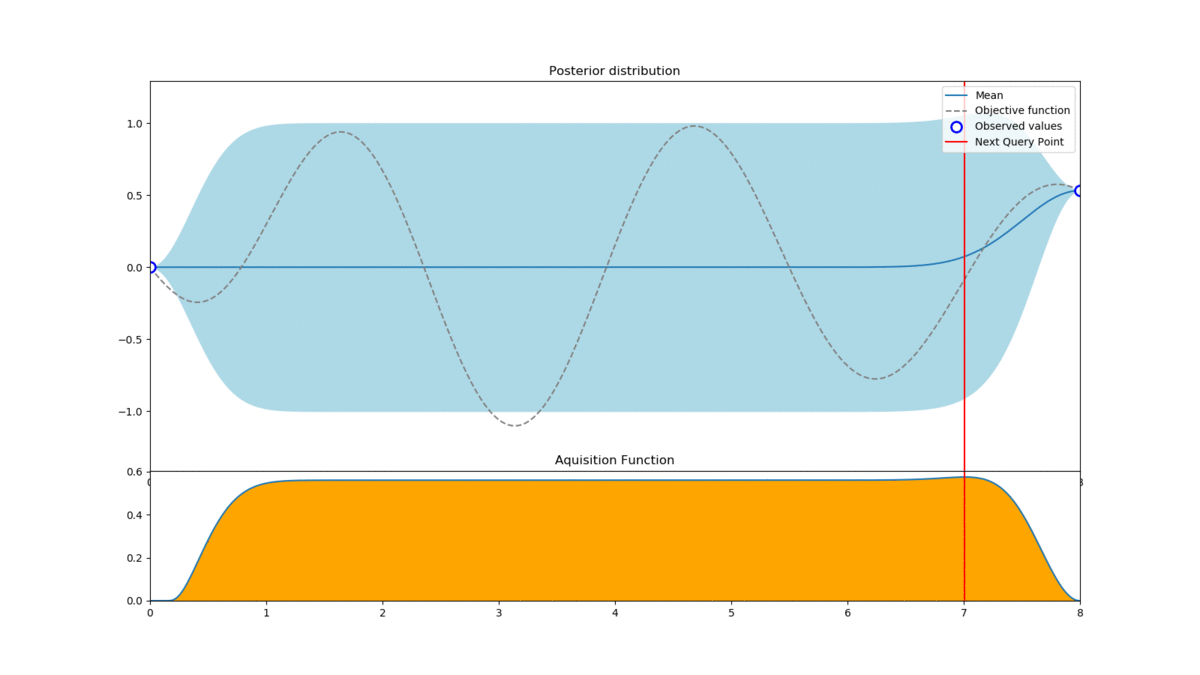 Posterior distribution
Mean
Objective function
Observed values
Next Query Point
1.0
0.5
0.0
−0.5
−1.0
Aquisition Function
0.6
0.4
0.2
0.0
0 1 2 3 4 5 6 7 8